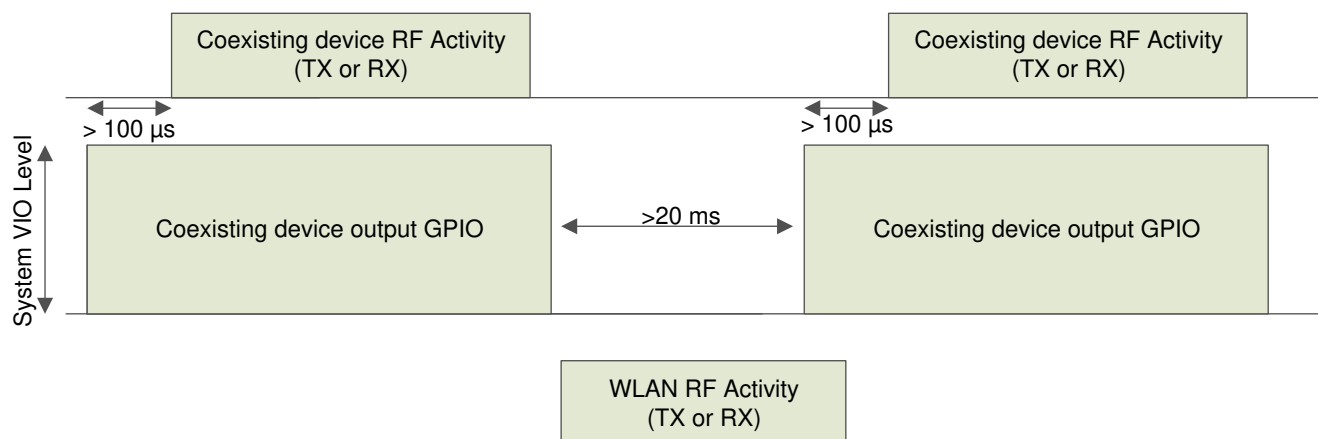 Coexisting device RF Activity
(TX or RX)
Coexisting device RF Activity
(TX or RX)
> 100 µs
> 100 µs
System VIO Level
Coexisting device output GPIO
>20 ms
Coexisting device output GPIO
WLAN RF Activity
(TX or RX)